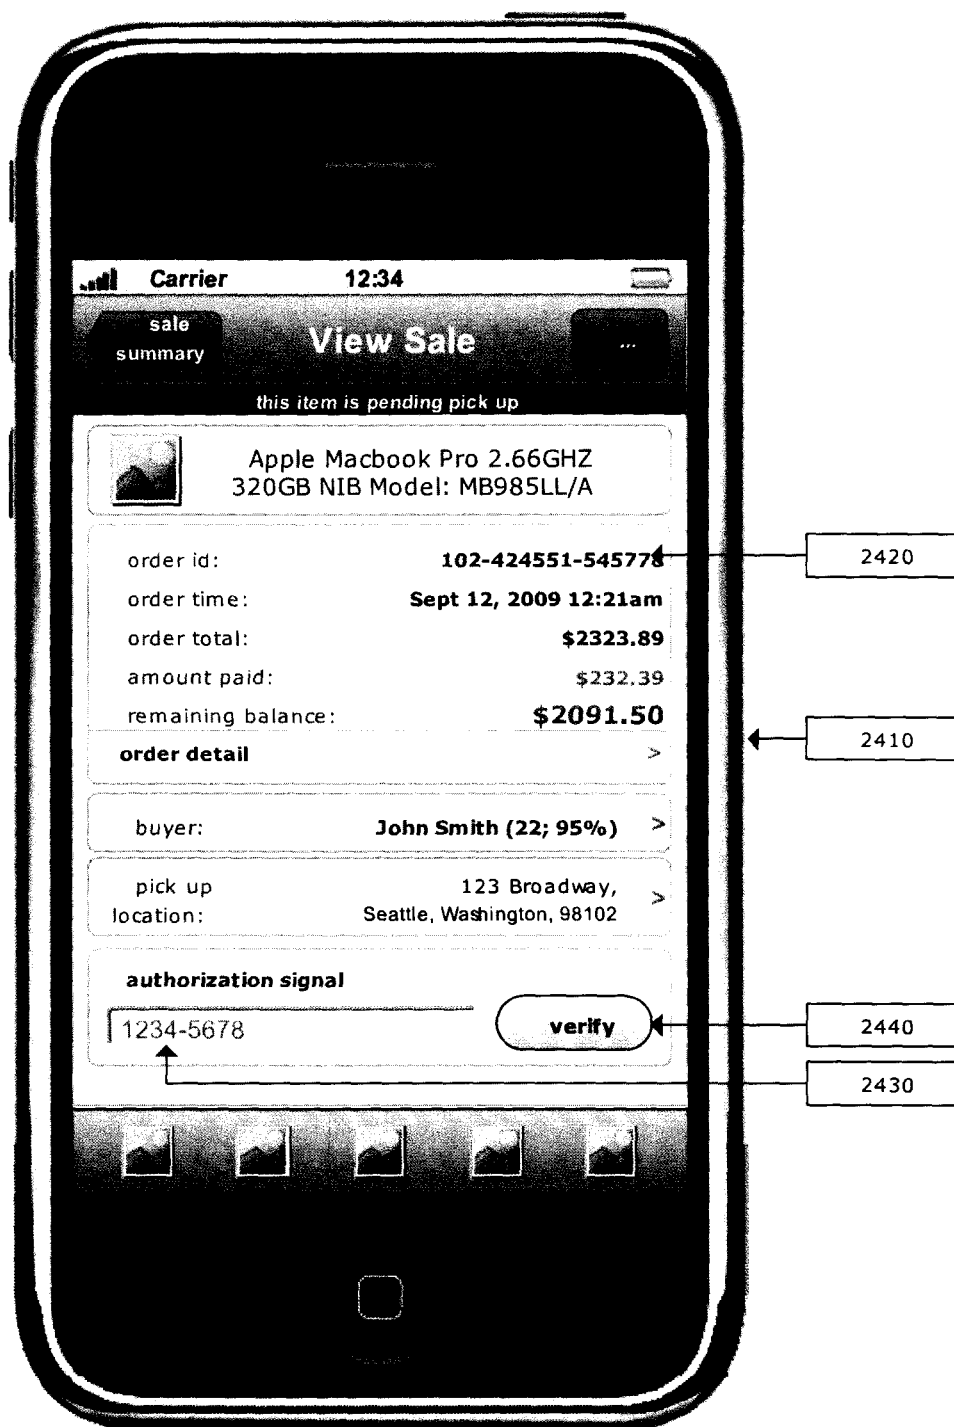 Carrier 12:34
sale summary
View Sale
...
this item is pending pick up
Apple Macbook Pro 2.66GHZ
320GB NIB Model: MB985LL/A
order id: 102-424551-545778
2420
order time: Sept 12, 2009 12:21am
order total: $2323.89
amount paid: $232.39
remaining balance: $2091.50
2410
order detail >
buyer: John Smith (22; 95%) >
pick up location:
123 Broadway,
Seattle, Washington, 98102
>
authorization signal
1234-5678
verify
2440
2430